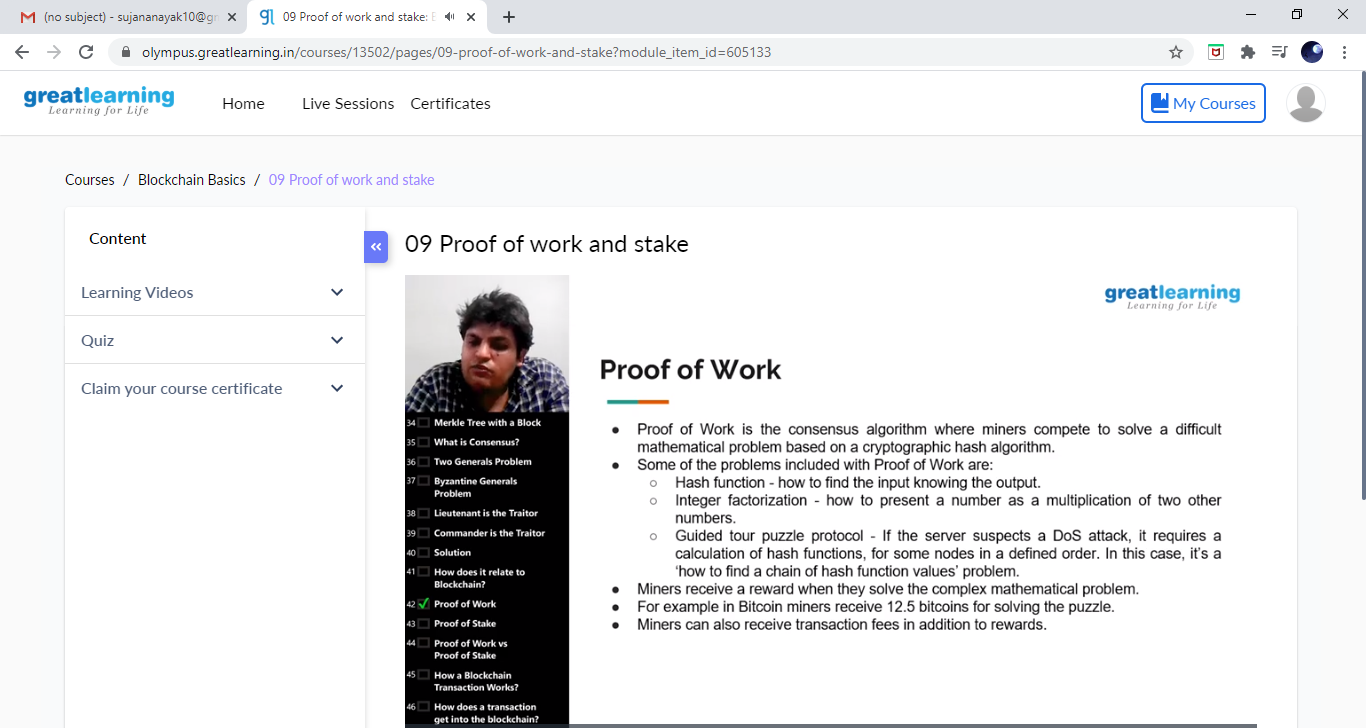 (no subject) - sujananayak10@gm
09 Proof of work and stake: B
olympus.greatlearning.in/courses/13502/pages/09-proof-of-work-and-stake?module_item_id=605133
greatlearning
Learning for Life
Home
Live Sessions
Certificates
My Courses
Courses / Blockchain Basics / 09 Proof of work and stake
Content
Learning Videos
Quiz
Claim your course certificate
09 Proof of work and stake
34 Merkle Tree with a Block
35 What is Consensus?
36 Two Generals Problem
37 Byzantine Generals
Problem
38 Lieutenant is the Traitor
39 Commander is the Traitor
40 Solution
41 How does it relate to
Blockchain?
42 Proof of Work
43 Proof of Stake
44 Proof of Work vs
Proof of Stake
45 How a Blockchain
Transaction Works?
46 How does a transaction
get into the blockchain?
greatlearning
Learning for Life
Proof of Work
● Proof of Work is the consensus algorithm where miners compete to solve a difficult
mathematical problem based on a cryptographic hash algorithm.
● Some of the problems included with Proof of Work are:
○ Hash function - how to find the input knowing the output.
○ Integer factorization - how to present a number as a multiplication of two other
numbers.
○ Guided tour puzzle protocol - If the server suspects a DoS attack, it requires a
calculation of hash functions, for some nodes in a defined order. In this case, it's a
'how to find a chain of hash function values' problem.
● Miners receive a reward when they solve the complex mathematical problem.
● For example in Bitcoin miners receive 12.5 bitcoins for solving the puzzle.
● Miners can also receive transaction fees in addition to rewards.